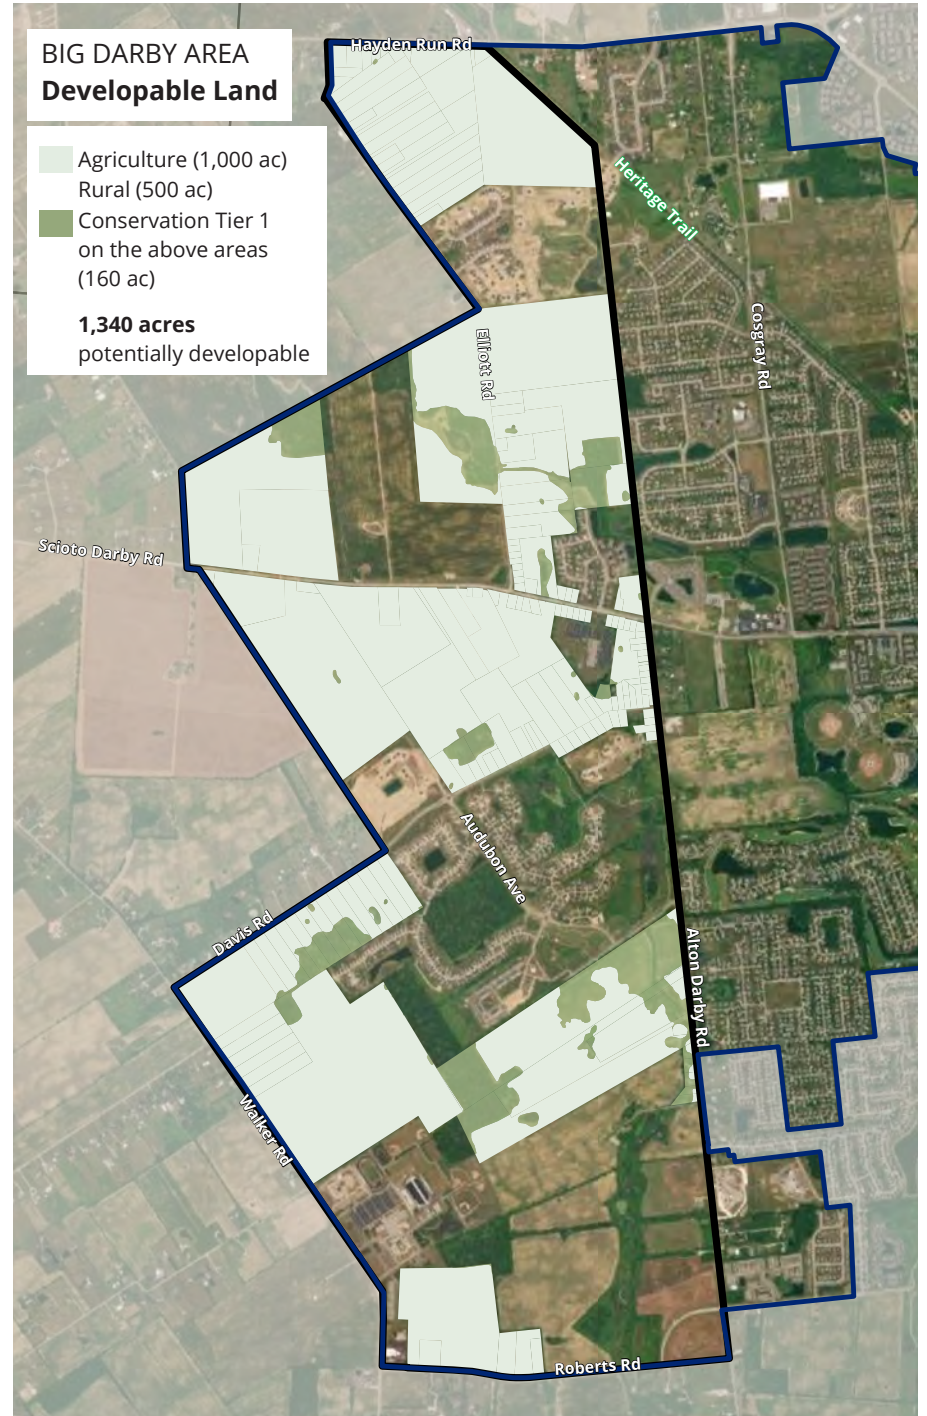 BIG DARBY AREA
Developable Land
Agriculture (1,000 ac)
Rural (500 ac)
Conservation Tier 1
on the above areas
(160 ac)
1,340 acres
potentially developable
Hayden Run Rd
Heritage Trail
Cosgray Rd
Elliott Rd
Scioto Darby Rd
Audubon Ave
Davis Rd
Alton Darby Rd
Walker Rd
Roberts Rd